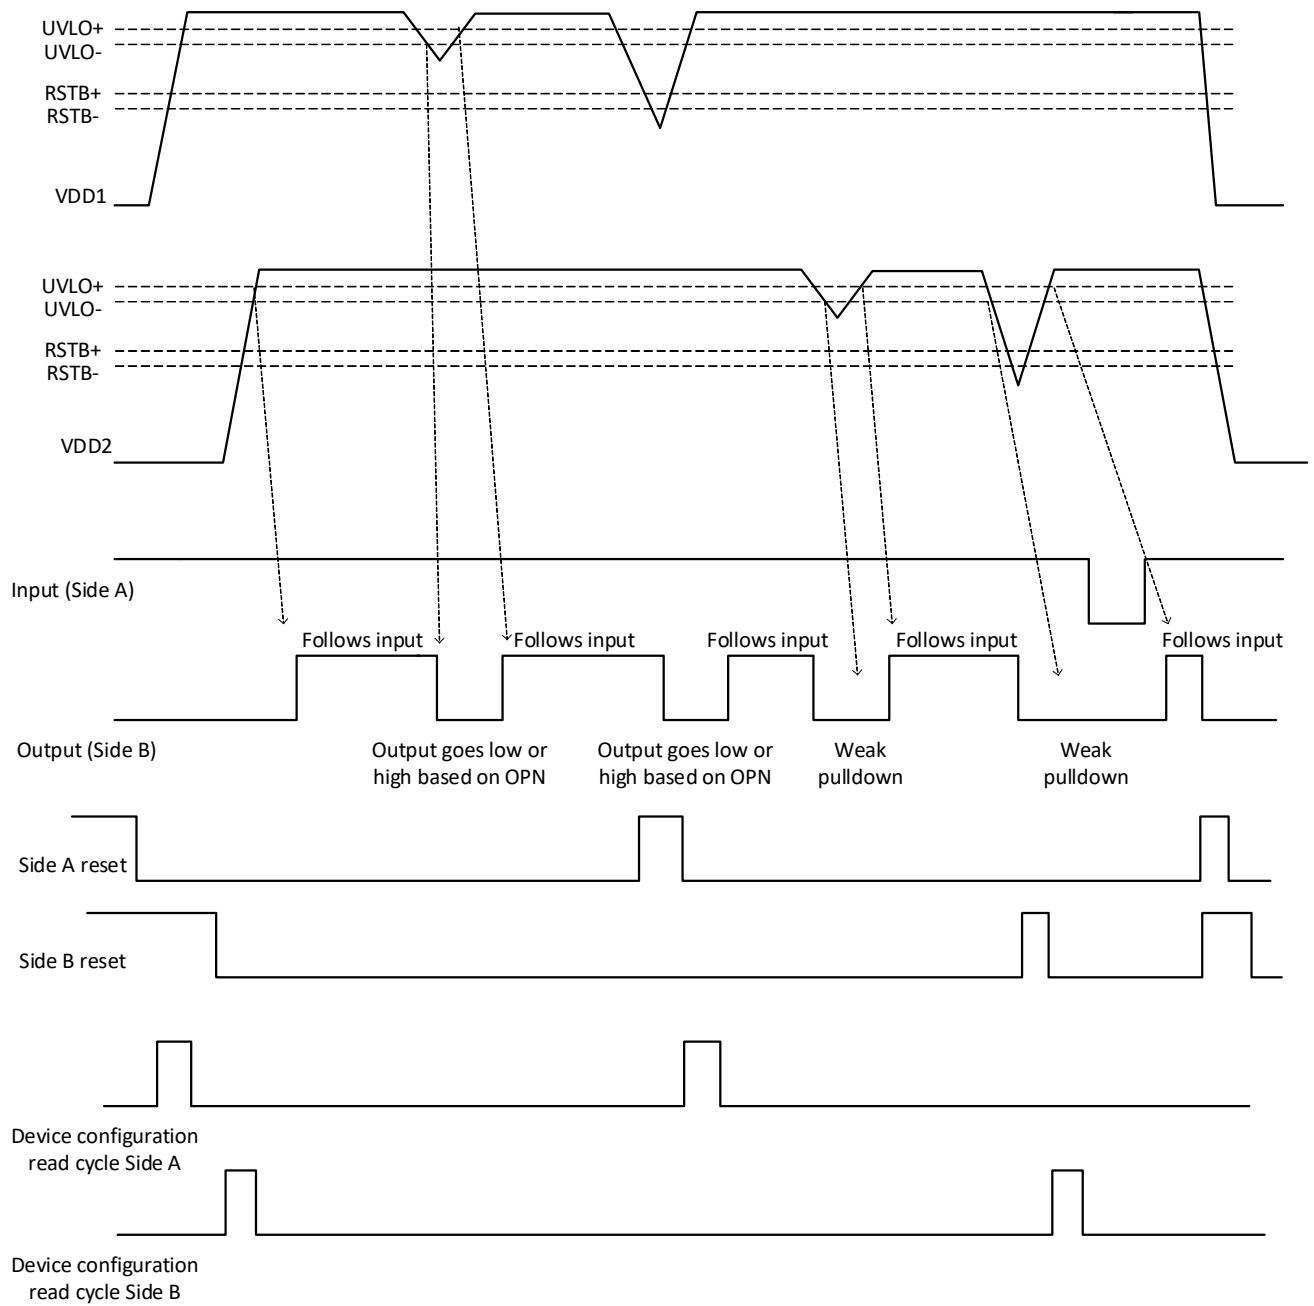 UVLO+
UVLO-
RSTB+
RSTB-
VDD1
UVLO+
UVLO-
RSTB+
RSTB-
VDD2
Input (Side A)
Follows input
Follows input
Follows input
Follows input
Follows input
Output (Side B)
Output goes low or
high based on OPN
Output goes low or
high based on OPN
Weak
pulldown
Weak
pulldown
Side A reset
Side B reset
Device configuration
read cycle Side A
Device configuration
read cycle Side B